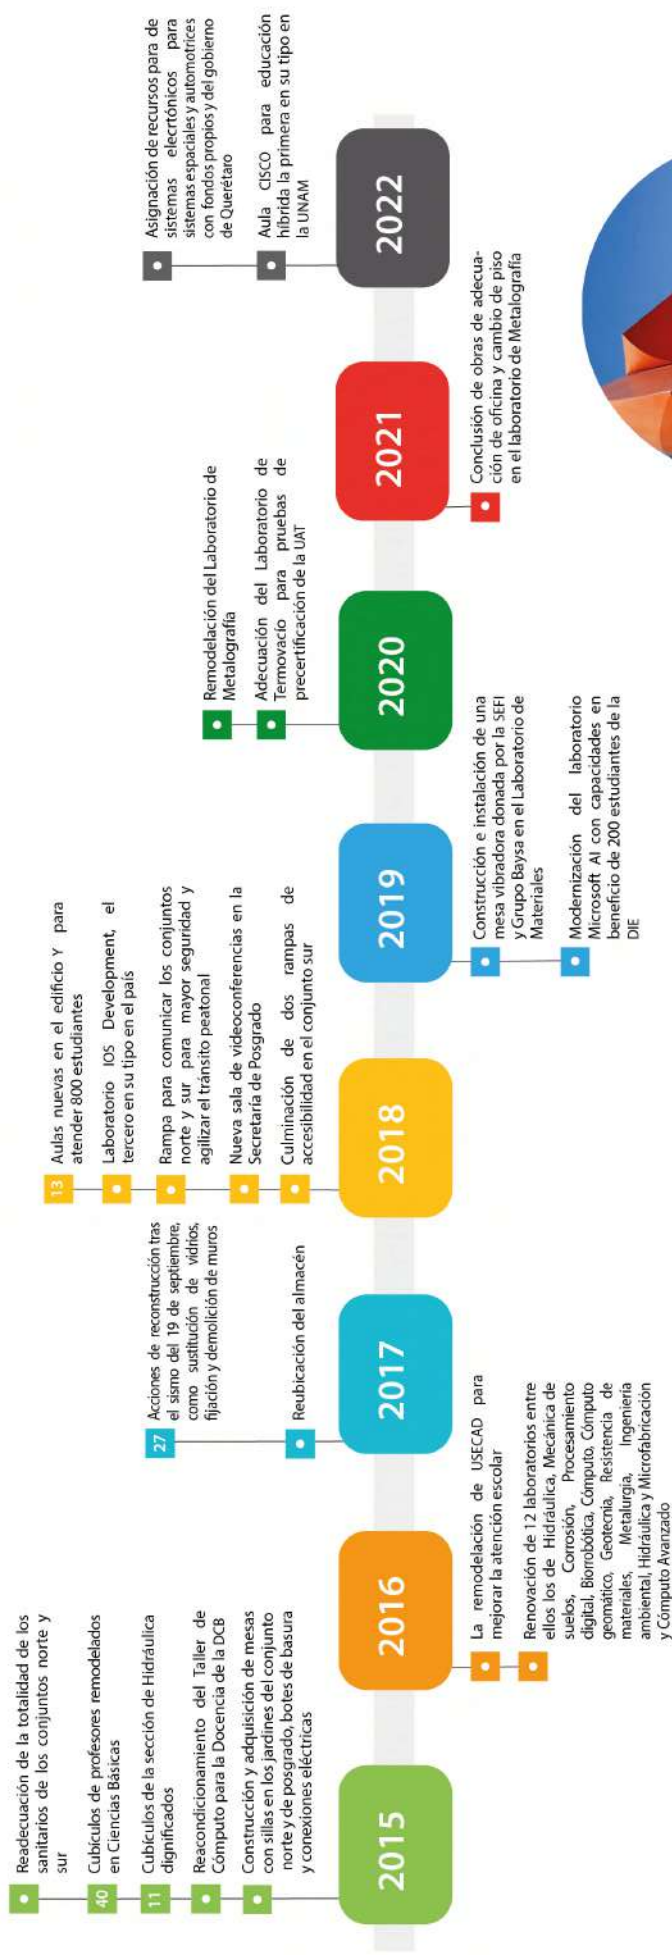 Readecuación de la totalidad de los
sanitarios de los conjuntos norte y
sur
40
Cubículos de profesores remodelados
en Ciencias Básicas
11
Cubículos de la sección de Hidráulica
dignificados
Reacondicionamiento del Taller de
Cómputo para la Docencia de la DCB
Construcción y adquisición de mesas
con sillas en los jardines del conjunto
norte y de posgrado, botes de basura
y conexiones eléctricas
2015
2016
La remodelación de USECAD para
mejorar la atención escolar
Renovación de 12 laboratorios entre
ellos los de Hidráulica, Mecánica de
suelos, Corrosión, Procesamiento
digital, Biorrobótica, Cómputo, Cómputo
geomático, Geotecnia, Resistencia de
materiales, Metalurgia, Ingeniería
ambiental, Hidráulica y Microfabricación
y Cómputo Avanzado
27
Acciones de reconstrucción tras
el sismo del 19 de septiembre,
como sustitución de vidrios,
fijación y demolición de muros
Reubicación del almacén
2017
13
Aulas nuevas en el edificio Y para
atender 800 estudiantes
Laboratorio IOS Development, el
tercero en su tipo en el país
Rampa para comunicar los conjuntos
norte y sur para mayor seguridad y
agilizar el tránsito peatonal
Nueva sala de videoconferencias en la
Secretaría de Posgrado
Culminación de dos rampas de
accesibilidad en el conjunto sur
2018
2019
Construcción e instalación de una
mesa vibradora donada por la SEFI
y Grupo Baysa en el Laboratorio de
Materiales
Modernización del laboratorio
Microsoft AI con capacidades en
beneficio de 200 estudiantes de la
DIE
Remodelación del Laboratorio de
Metalografía
Adecuación del Laboratorio de
Termovacío para pruebas de
precertificación de la UAT
2020
2021
Conclusión de obras de adecua-
ción de oficina y cambio de piso
en el laboratorio de Metalografía
Asignación de recursos para de
sistemas elecrtónicos para
sistemas espaciales y automotrices
con fondos propios y del gobierno
de Querétaro
Aula CISCO para educación
híbrida la primera en su tipo en
la UNAM
2022